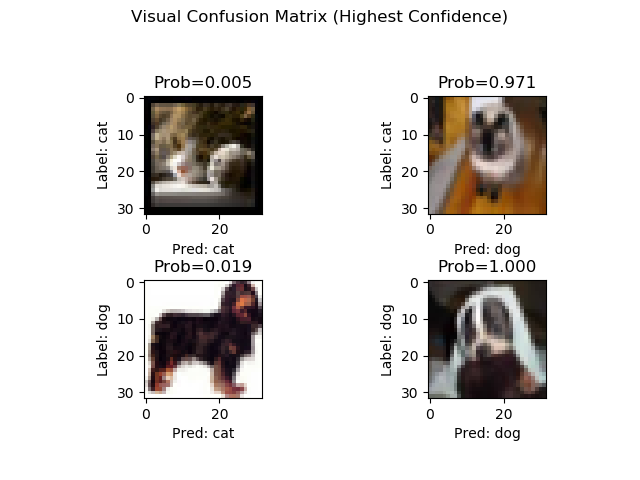 Visual Confusion Matrix (Highest Confidence)
Prob=0.005
Prob=0.971
0
10
20
30
Label: cat
0
20
Pred: cat
0
10
20
30
Label: cat
0
20
Pred: dog
Prob=0.019
Prob=1.000
0
10
20
30
Label: dog
0
20
Pred: cat
0
10
20
30
Label: dog
0
20
Pred: dog